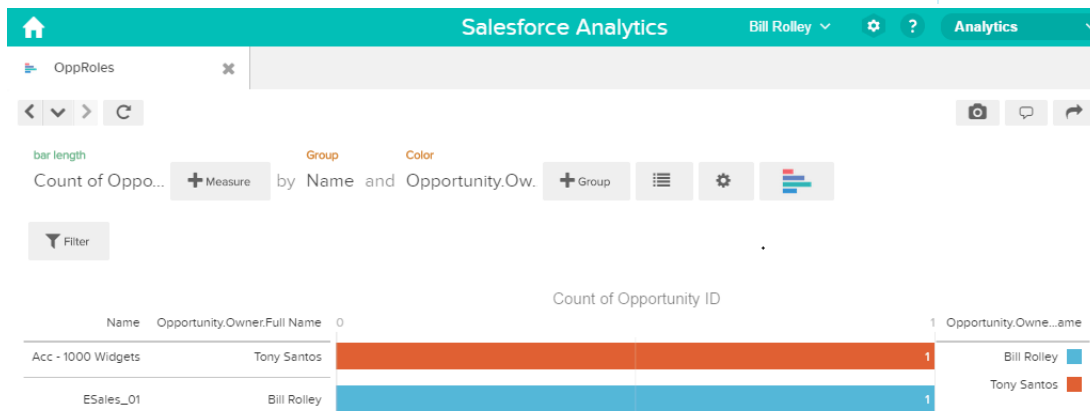 Salesforce Analytics Bill Rolley ? Analytics
OppRoles
bar length Group Color
Count of Oppo... + Measure by Name and Opportunity.Ow. + Group
Filter
Count of Opportunity ID
Name Opportunity.Owner.Full Name 0 1 Opportunity.Owne...ame
Acc - 1000 Widgets Tony Santos 1 Bill Rolley
Tony Santos
ESales_01 Bill Rolley 1